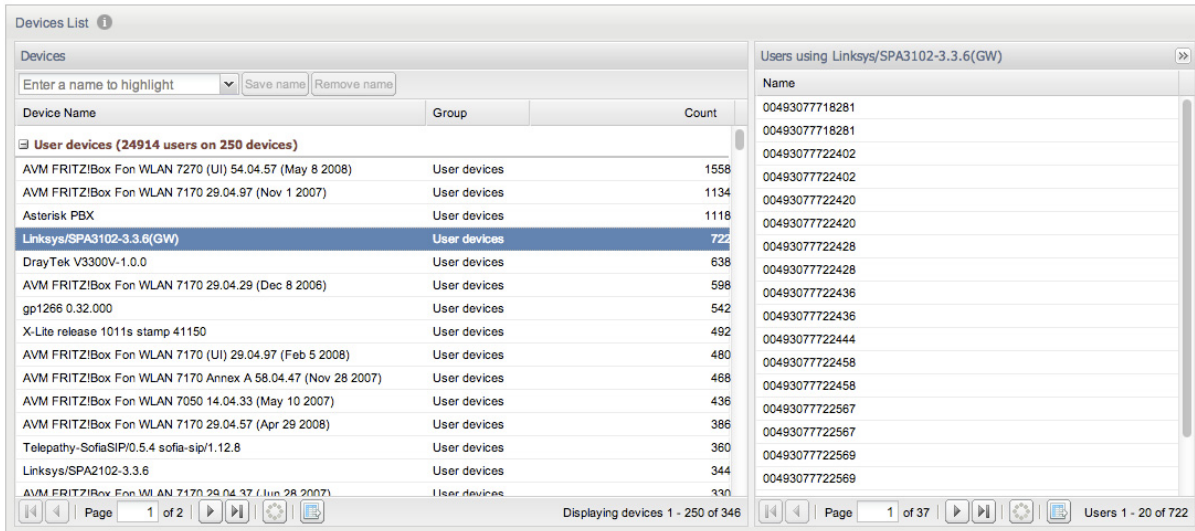 Devices List
Devices
Enter a name to highlight Save name Remove name
Device Name Group Count
User devices (24914 users on 250 devices)
AVM FRITZ!Box Fon WLAN 7270 (UI) 54.04.57 (May 8 2008) User devices 1558
AVM FRITZ!Box Fon WLAN 7170 29.04.97 (Nov 1 2007) User devices 1134
Asterisk PBX User devices 1118
Linksys/SPA3102-3.3.6(GW) User devices 722
DrayTek V3300V-1.0.0 User devices 638
AVM FRITZ!Box Fon WLAN 7170 29.04.29 (Dec 8 2006) User devices 598
gp1266 0.32.000 User devices 542
X-Lite release 1011s stamp 41150 User devices 492
AVM FRITZ!Box Fon WLAN 7170 (UI) 29.04.97 (Feb 5 2008) User devices 480
AVM FRITZ!Box Fon WLAN 7170 Annex A 58.04.47 (Nov 28 2007) User devices 468
AVM FRITZ!Box Fon WLAN 7050 14.04.33 (May 10 2007) User devices 436
AVM FRITZ!Box Fon WLAN 7170 29.04.57 (Apr 29 2008) User devices 386
Telepathy-SofiaSIP/0.5.4 sofia-sip/1.12.8 User devices 360
Linksys/SPA2102-3.3.6 User devices 344
AVM FRITZ!Box Fon WLAN 7170 29.04.37 (Jun 28 2007) User devices 330
Page 1 of 2 Displaying devices 1 - 250 of 346
Users using Linksys/SPA3102-3.3.6(GW)
Name
00493077718281
00493077718281
00493077722402
00493077722402
00493077722420
00493077722420
00493077722428
00493077722428
00493077722436
00493077722436
00493077722444
00493077722458
00493077722458
00493077722567
00493077722567
00493077722569
00493077722569
Page 1 of 37 Users 1 - 20 of 722